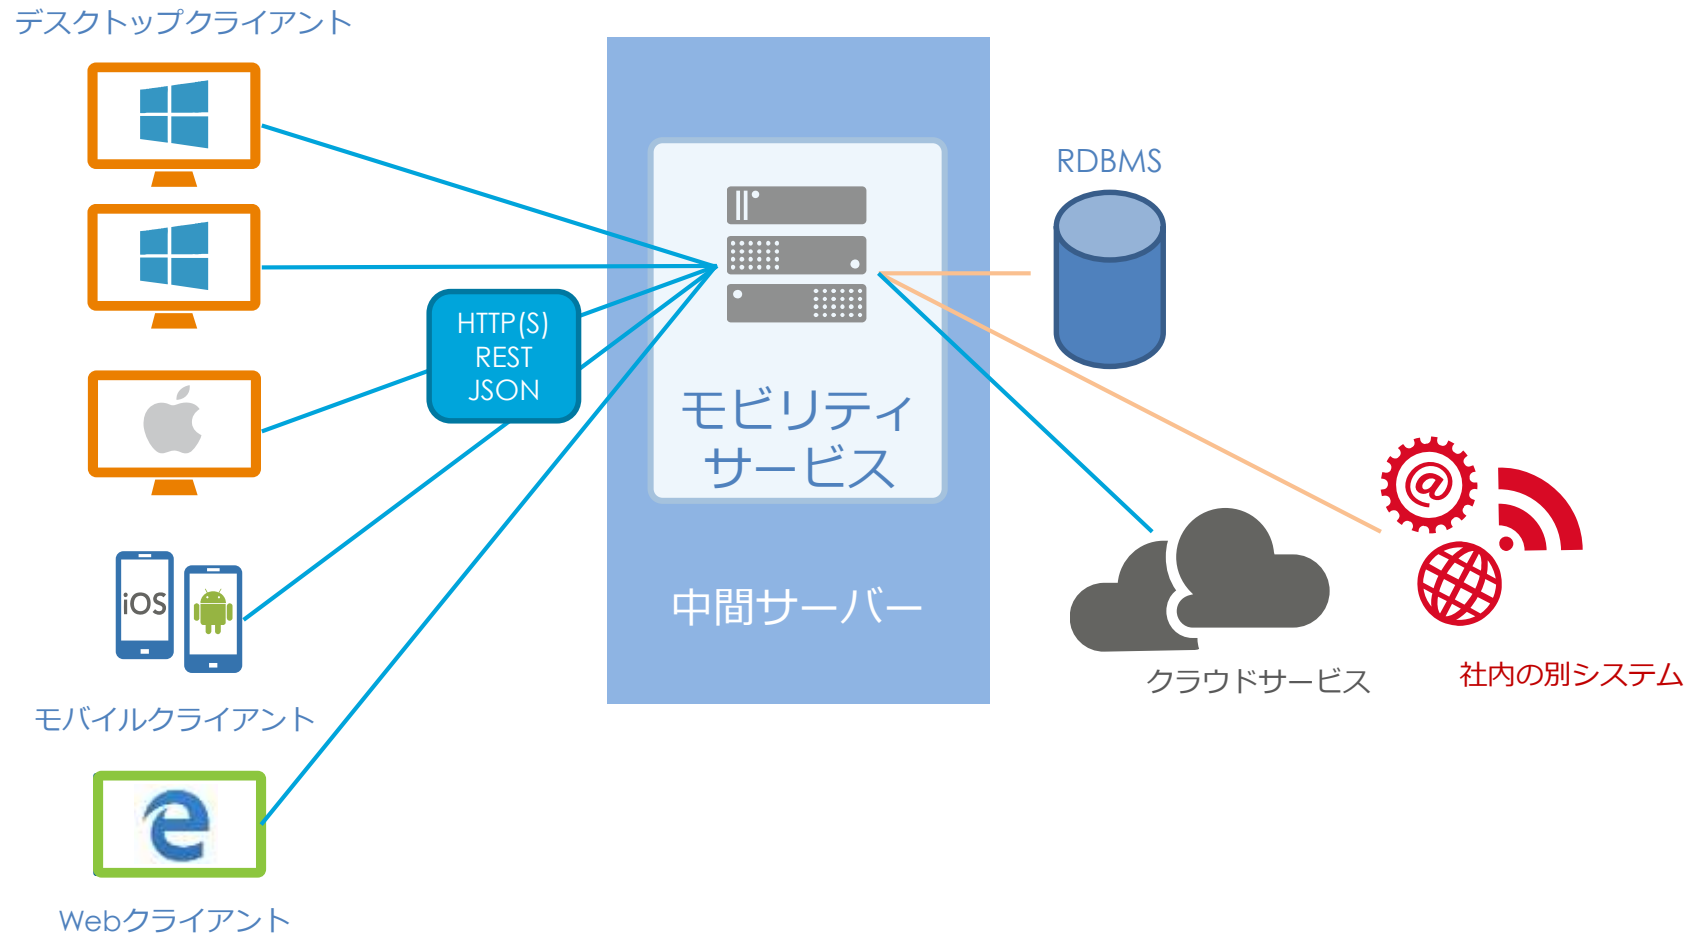 デスクトップクライアント
RDBMS
HTTP(S)
REST
JSON
モビリティ
サービス
@
iOS
中間サーバー
クラウドサービス
社内の別システム
モバイルクライアント
Webクライアント